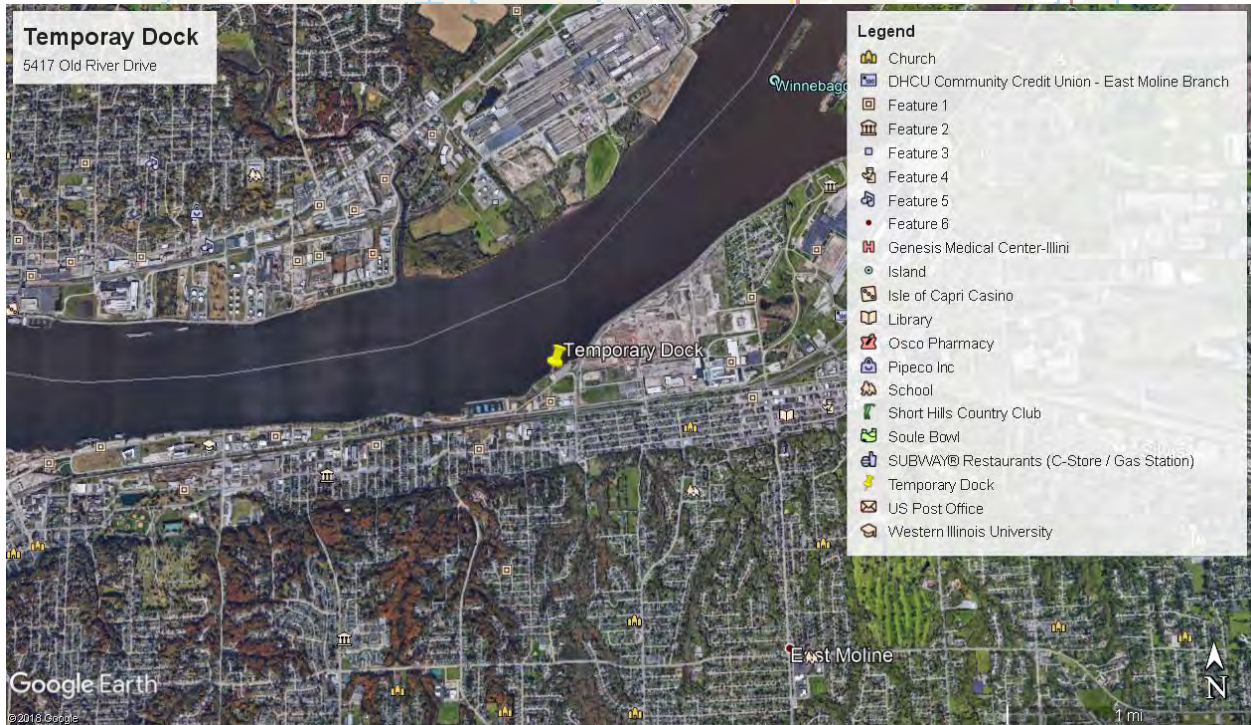 Temporay Dock
5417 Old River Drive
Legend
Church
DHCU Community Credit Union - East Moline Branch
Feature 1
Feature 2
Feature 3
Feature 4
Feature 5
Feature 6
Genesis Medical Center-Illini
Island
Isle of Capri Casino
Library
Osco Pharmacy
Pipeco Inc
School
Short Hills Country Club
Soule Bowl
SUBWAY® Restaurants (C-Store / Gas Station)
Temporary Dock
US Post Office
Western Illinois University
Winnebago
Temporary Dock
East Moline
Google Earth
©2018 Google
N
1 mi